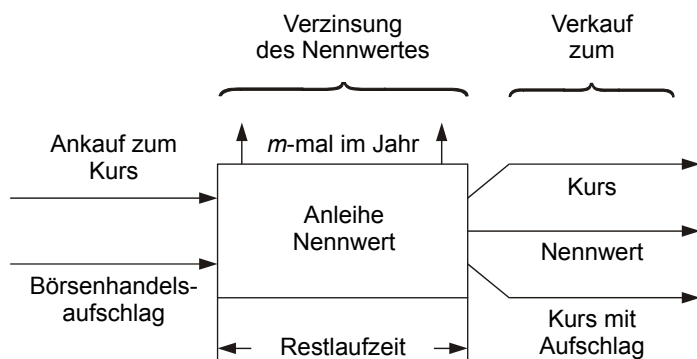 Verzinsung
des Nennwertes
Verkauf
zum
Ankauf zum
Kurs
m-mal im Jahr
Anleihe
Nennwert
Kurs
Nennwert
Börsenhandels-
aufschlag
Kurs mit
Aufschlag
Restlaufzeit